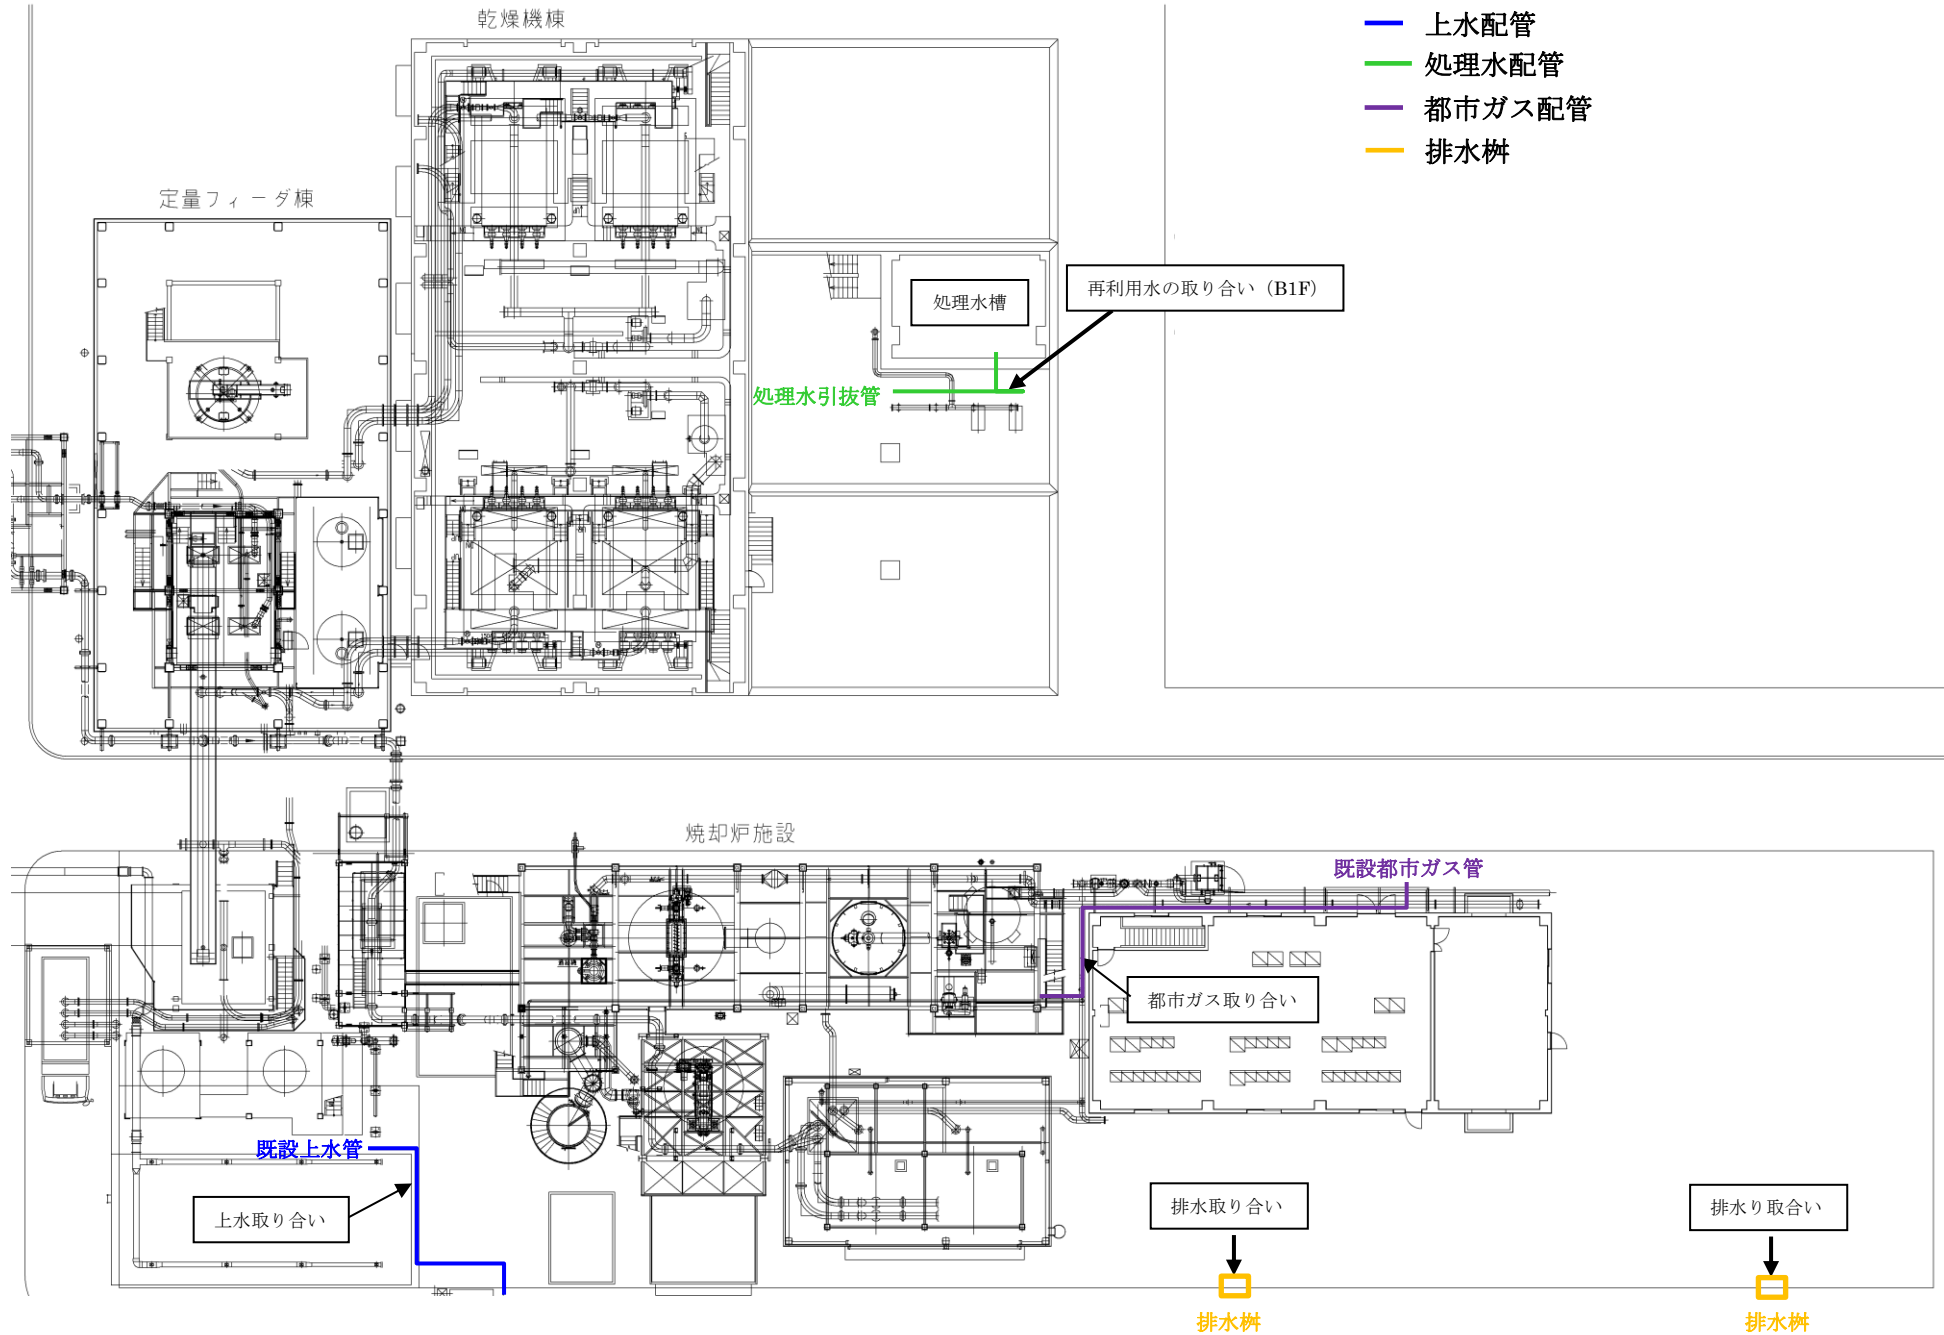 乾燥機棟
上水配管
処理水配管
都市ガス配管
排水桝
定量フィーダ棟
処理水槽
再利用水の取り合い（B1F）
処理水引抜管
焼却炉施設
既設都市ガス管
都市ガス取り合い
既設上水管
上水取り合い
排水取り合い
排水り取合い
排水桝
排水桝